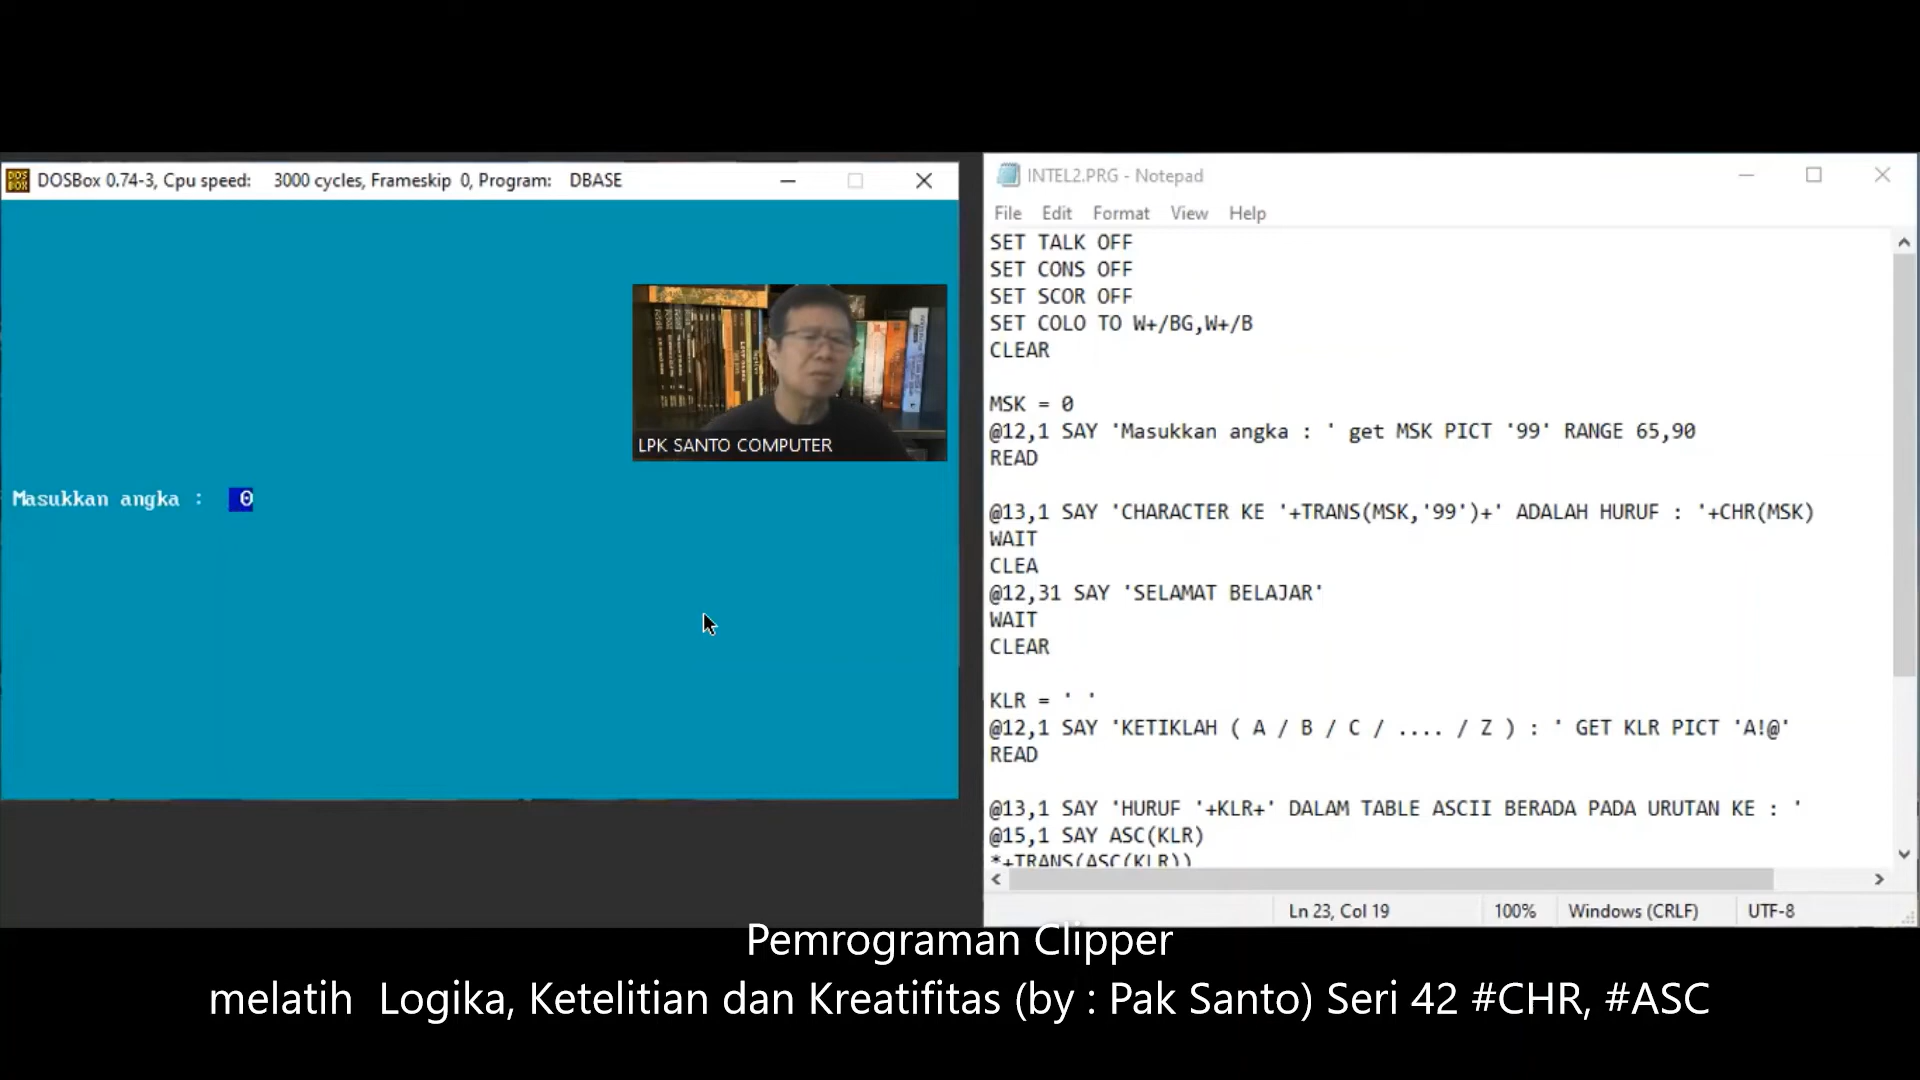 DOSBox 0.74-3, Cpu speed: 3000 cycles, Frameskip 0, Program: DBASE
LPK SANTO COMPUTER
Masukkan angka : 0
INTEL2.PRG - Notepad
File Edit Format View Help
SET TALK OFF
SET CONS OFF
SET SCOR OFF
SET COLO TO W+/BG,W+/B
CLEAR
MSK = 0
@12,1 SAY 'Masukkan angka : ' get MSK PICT '99' RANGE 65,90
READ
@13,1 SAY 'CHARACTER KE '+TRANS(MSK,'99')+' ADALAH HURUF : '+CHR(MSK)
WAIT
CLEA
@12,31 SAY 'SELAMAT BELAJAR'
WAIT
CLEAR
KLR = ' '
@12,1 SAY 'KETIKLAH ( A / B / C / .... / Z ) : ' GET KLR PICT 'A!@'
READ
@13,1 SAY 'HURUF '+KLR+' DALAM TABLE ASCII BERADA PADA URUTAN KE : '
@15,1 SAY ASC(KLR)
*+TRANS(ASC(KLR))
Ln 23, Col 19 100% Windows (CRLF) UTF-8
Pemrograman Clipper
melatih Logika, Ketelitian dan Kreatifitas (by : Pak Santo) Seri 42 #CHR, #ASC